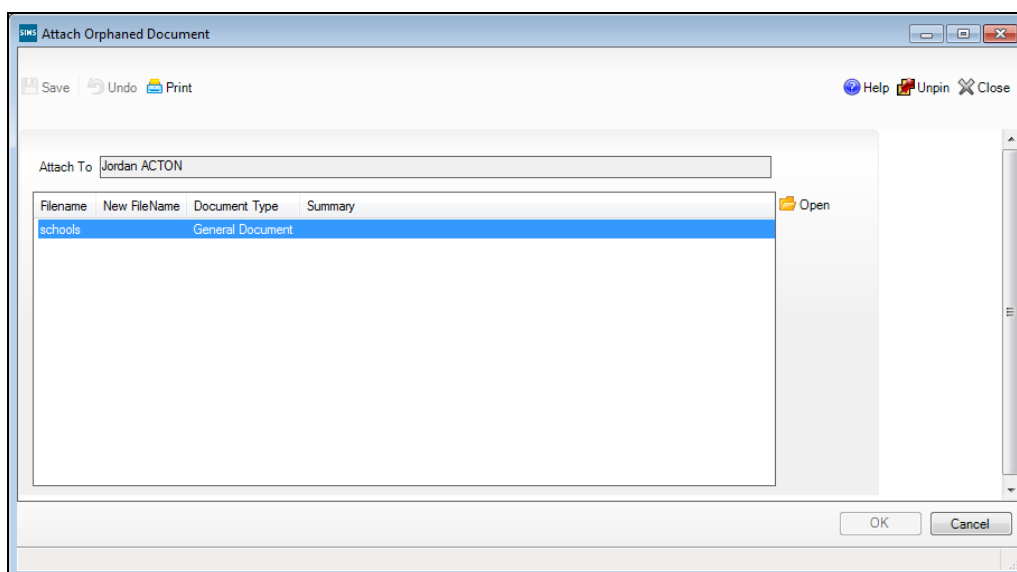 SIMS Attach Orphaned Document
Save Undo Print Help Unpin Close
Attach To Jordan ACTON
Filename New FileName Document Type Summary
Open
schools General Document
OK Cancel